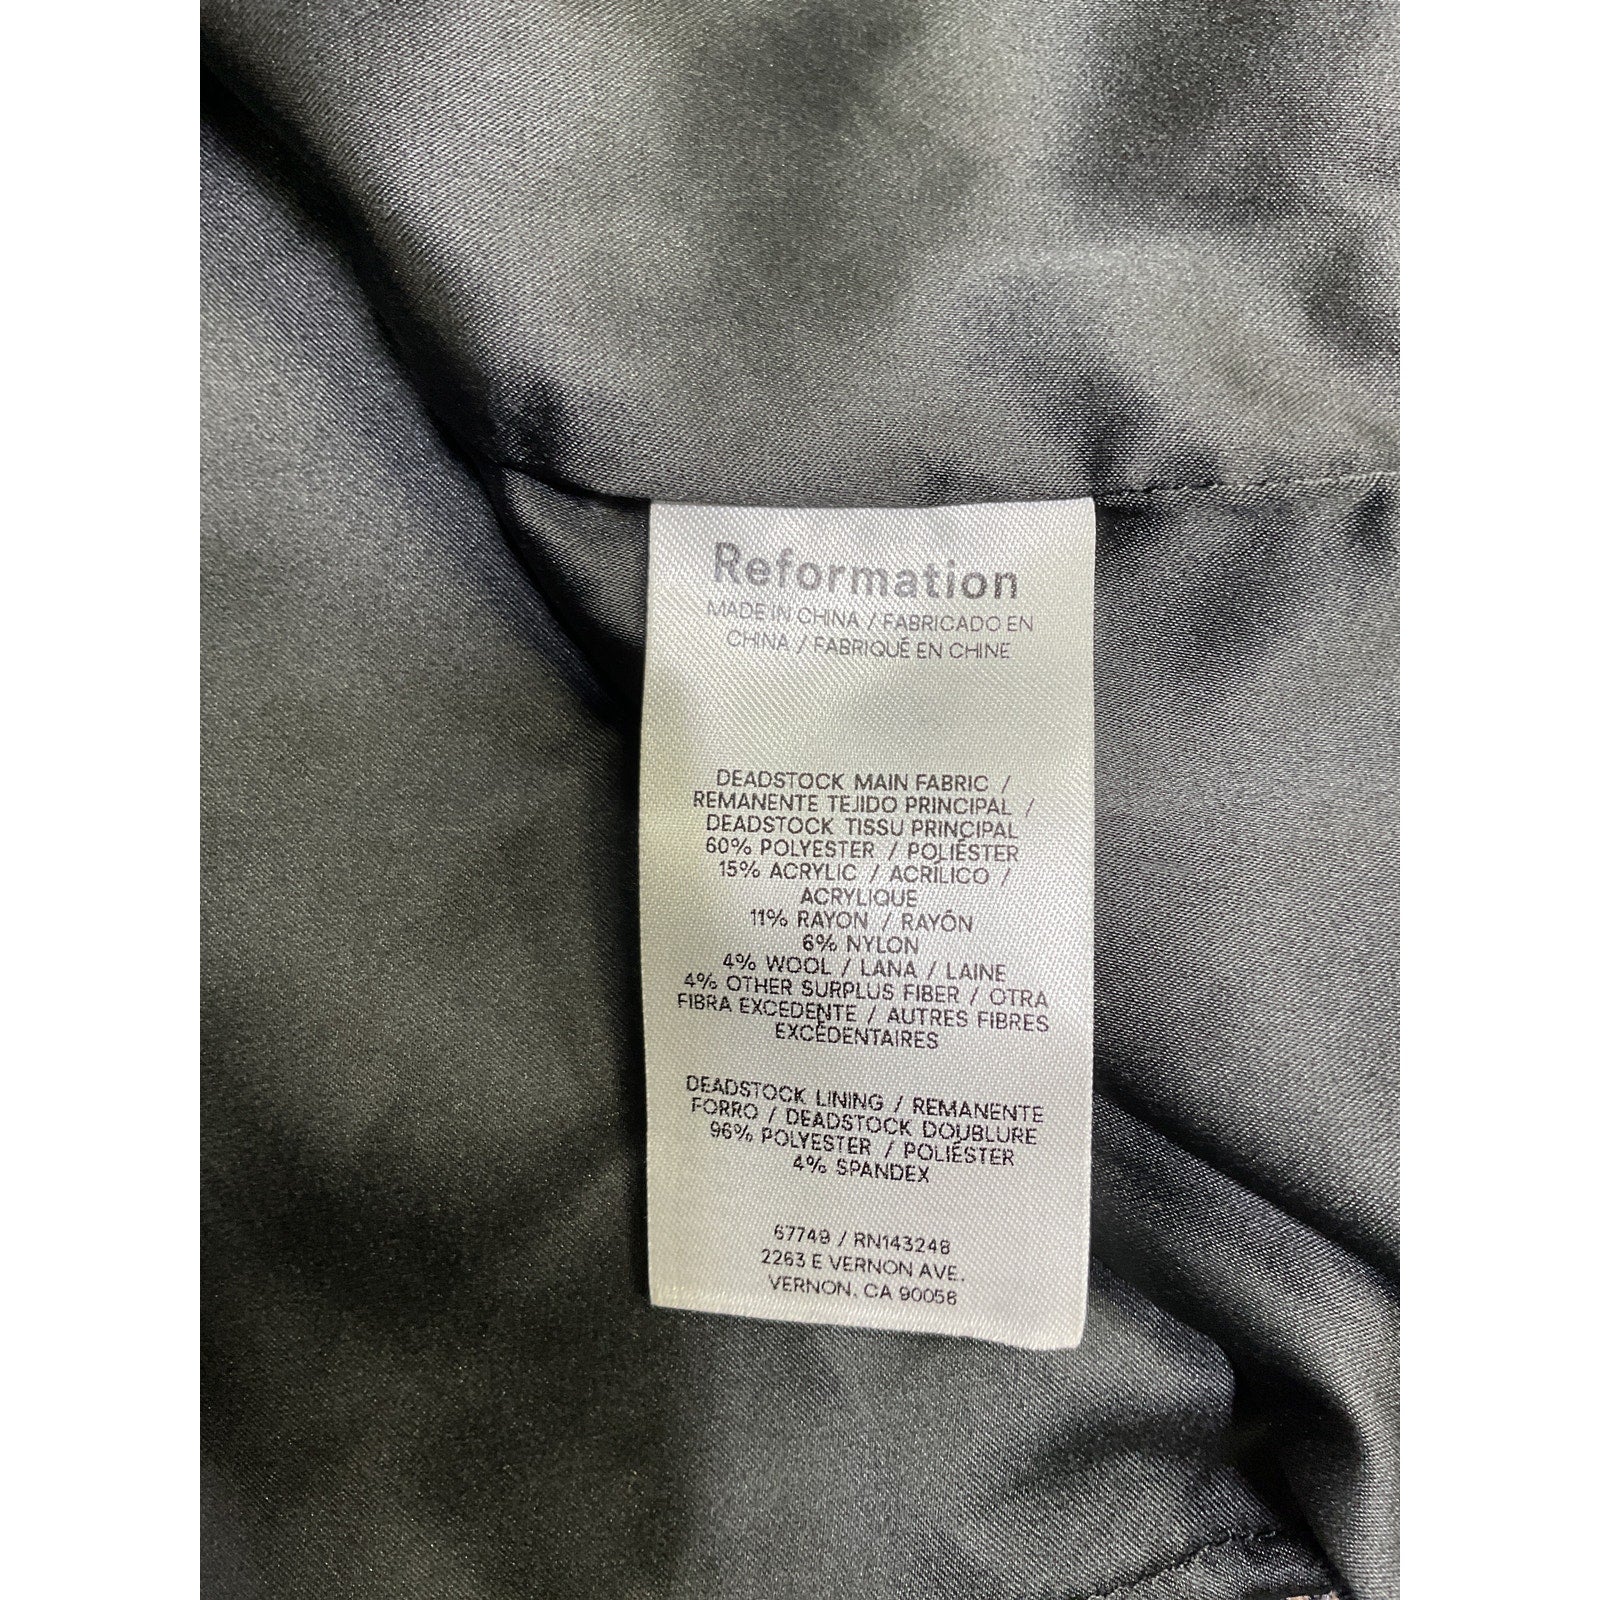 Reformation
MADE IN CHINA / FABRICADO EN
CHINA / FABRIQUÉ EN CHINE
DEADSTOCK MAIN FABRIC /
REMANENTE TEJIDO PRINCIPAL /
DEADSTOCK TISSU PRINCIPAL
60% POLYESTER / POLIÉSTER
15% ACRYLIC / ACRÍLICO /
ACRYLIQUE
11% RAYON / RAYÓN
6% NYLON
4% WOOL / LANA / LAINE
4% OTHER SURPLUS FIBER / OTRA
FIBRA EXCEDENTE / AUTRES FIBRES
EXCÉDENTAIRES
DEADSTOCK LINING / REMANENTE
FORRO / DEADSTOCK DOUBLURE
96% POLYESTER / POLIÉSTER
4% SPANDEX
67749 / RN143248
2263 E VERNON AVE.
VERNON, CA 90058